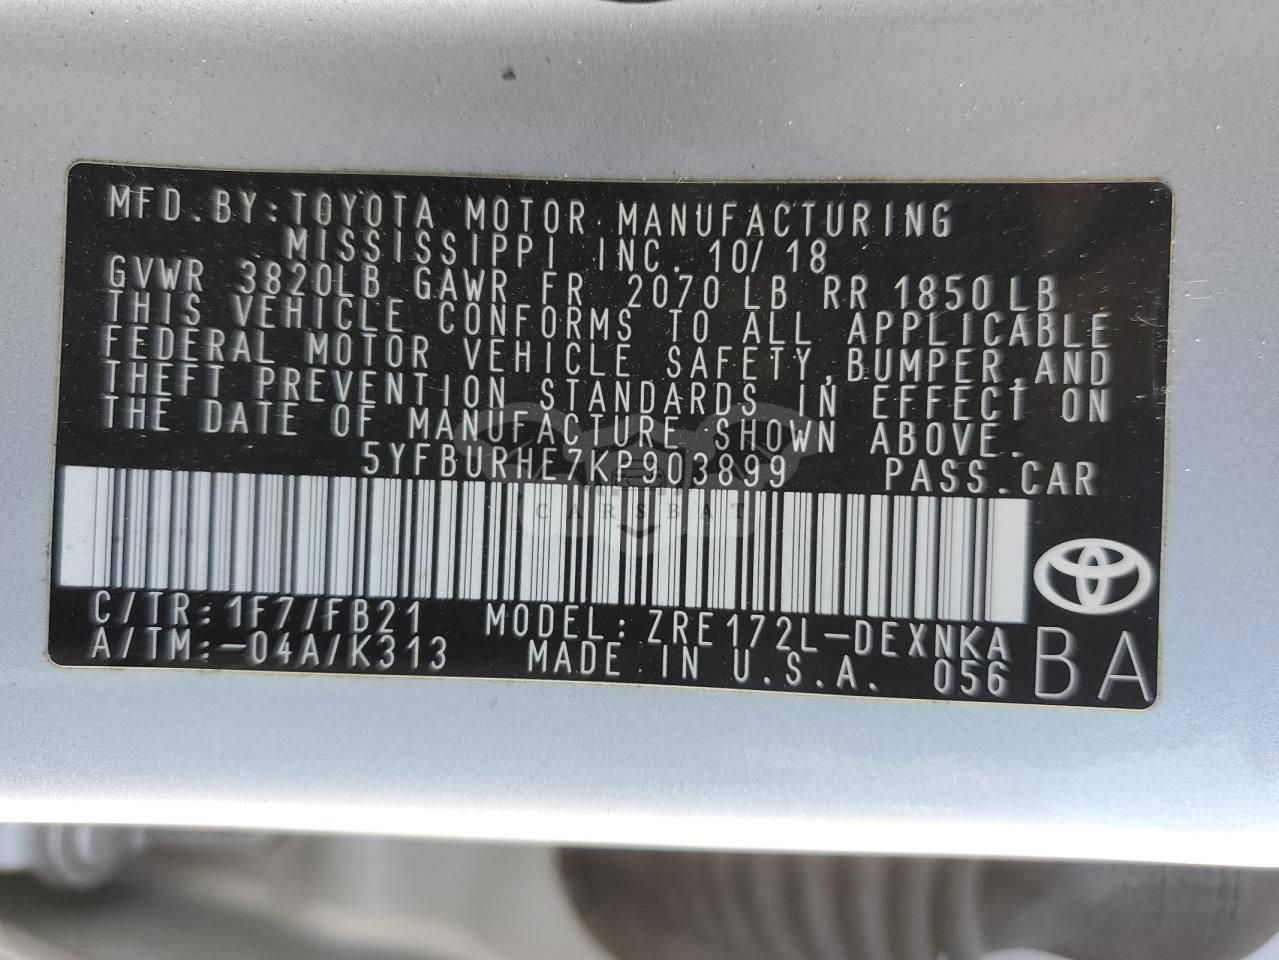 MFD.BY:TOYOTA MOTOR MANUFACTURING
MISSISSIPPI INC. 10/18
GVWR 3820LB GAWR FR 2070LB RR 1850LB
THIS VEHICLE CONFORMS TO ALL APPLICABLE
FEDERAL MOTOR VEHICLE SAFETY,BUMPER,AND
THEFT PREVENTION STANDARDS IN EFFECT ON
THE DATE OF MANUFACTURE SHOWN ABOVE.
5YFBURHE7KP903899 PASS.CAR
CARSBAT
C/TR:1F7/FB21 MODEL:ZRE172L-DEXNKA
A/TM:-04A/K313 MADE IN U.S.A. 056 BA